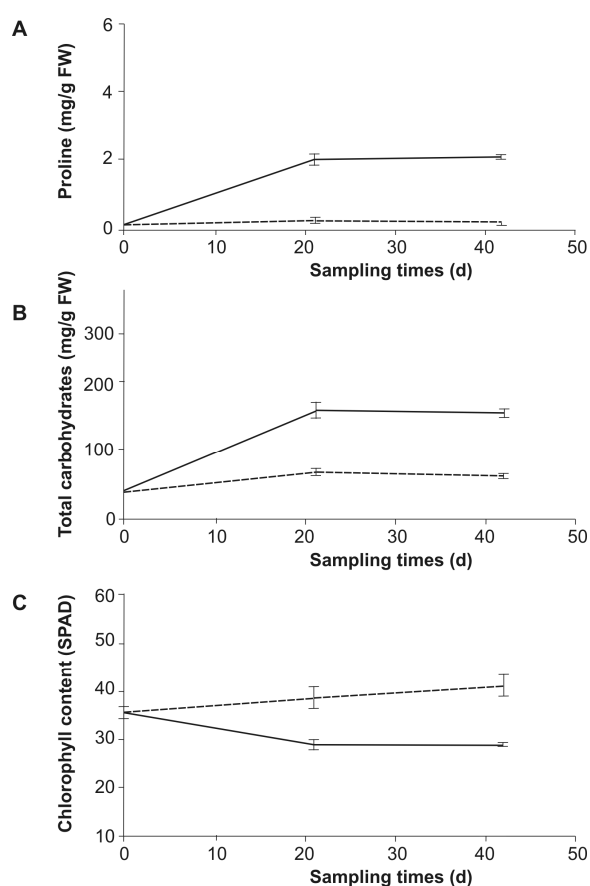 A
Proline (mg/g FW)
6
4
2
0
0 10 20 30 40 50
Sampling times (d)
B
Total carbohydrates (mg/g FW)
300
200
100
0
0 10 20 30 40 50
Sampling times (d)
C
Chlorophyll content (SPAD)
60
50
40
30
20
10
0 10 20 30 40 50
Sampling times (d)